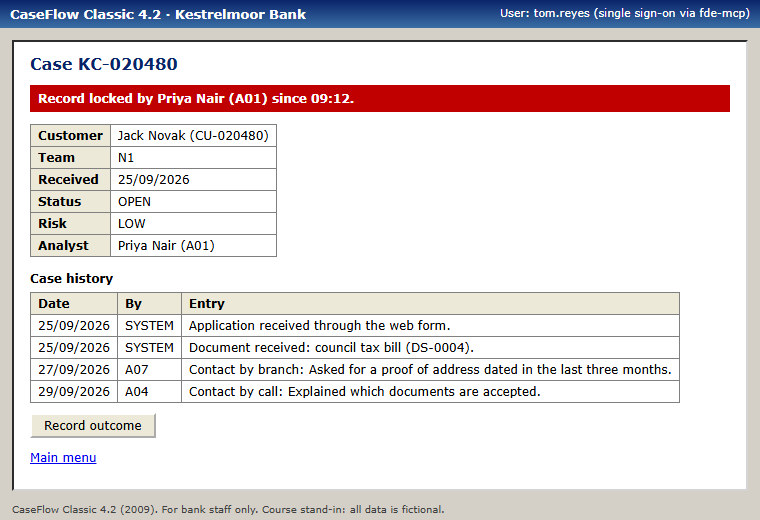 CaseFlow Classic 4.2 · Kestrelmoor Bank
User: tom.reyes (single sign-on via fde-mcp)
Case KC-020480
Record locked by Priya Nair (A01) since 09:12.
Customer Jack Novak (CU-020480)
Team N1
Received 25/09/2026
Status OPEN
Risk LOW
Analyst Priya Nair (A01)
Case history
Date By Entry
25/09/2026 SYSTEM Application received through the web form.
25/09/2026 SYSTEM Document received: council tax bill (DS-0004).
27/09/2026 A07 Contact by branch: Asked for a proof of address dated in the last three months.
29/09/2026 A04 Contact by call: Explained which documents are accepted.
Record outcome
Main menu
CaseFlow Classic 4.2 (2009). For bank staff only. Course stand-in: all data is fictional.